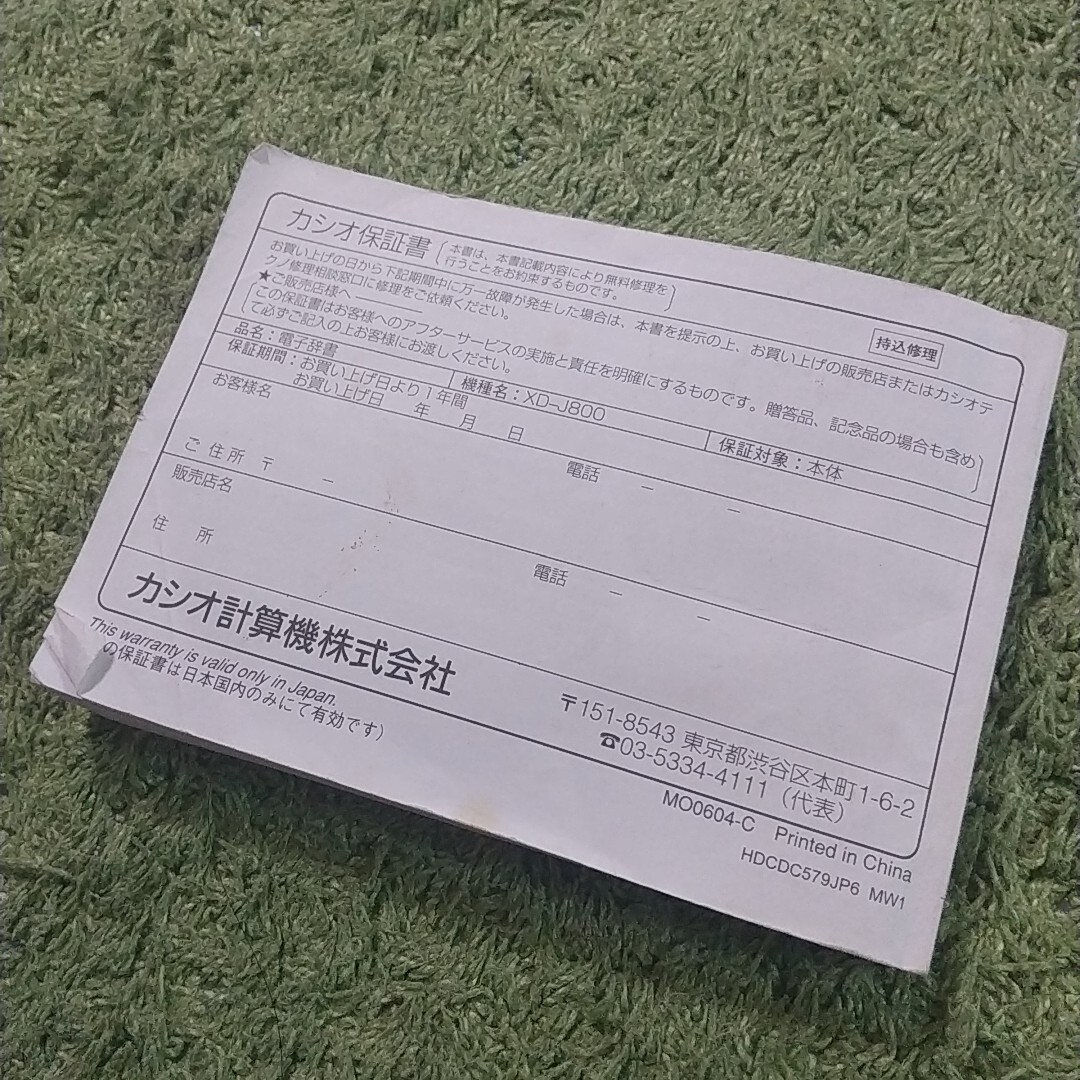 カシオ保証書
本書は、本書記載内容により無料修理を
行うことをお約束するものです。
持込修理
お買い上げの日から下記期間中に万一故障が発生した場合は、本書を提示の上、お買い上げの販売店またはカシオテ
クノ修理相談窓口に修理をご依頼ください。
★ご販売店様へ
この保証書はお客様へのアフターサービスの実施と責任を明確にするものです。贈答品、記念品の場合も含め
て必ずご記入の上お客様にお渡しください。
品名：電子辞書 機種名：XD-J800 保証対象：本体
保証期間：お買い上げ日より1年間
お買い上げ日 年 月 日
お客様名
電話 － －
ご住所 〒 －
販売店名
電話 － －
住 所
カシオ計算機株式会社
〒151-8543 東京都渋谷区本町1-6-2
☎03-5334-4111（代表）
This warranty is valid only in Japan.
の保証書は日本国内のみにて有効です）
MO0604-C Printed in China
HDCDC579JP6 MW1